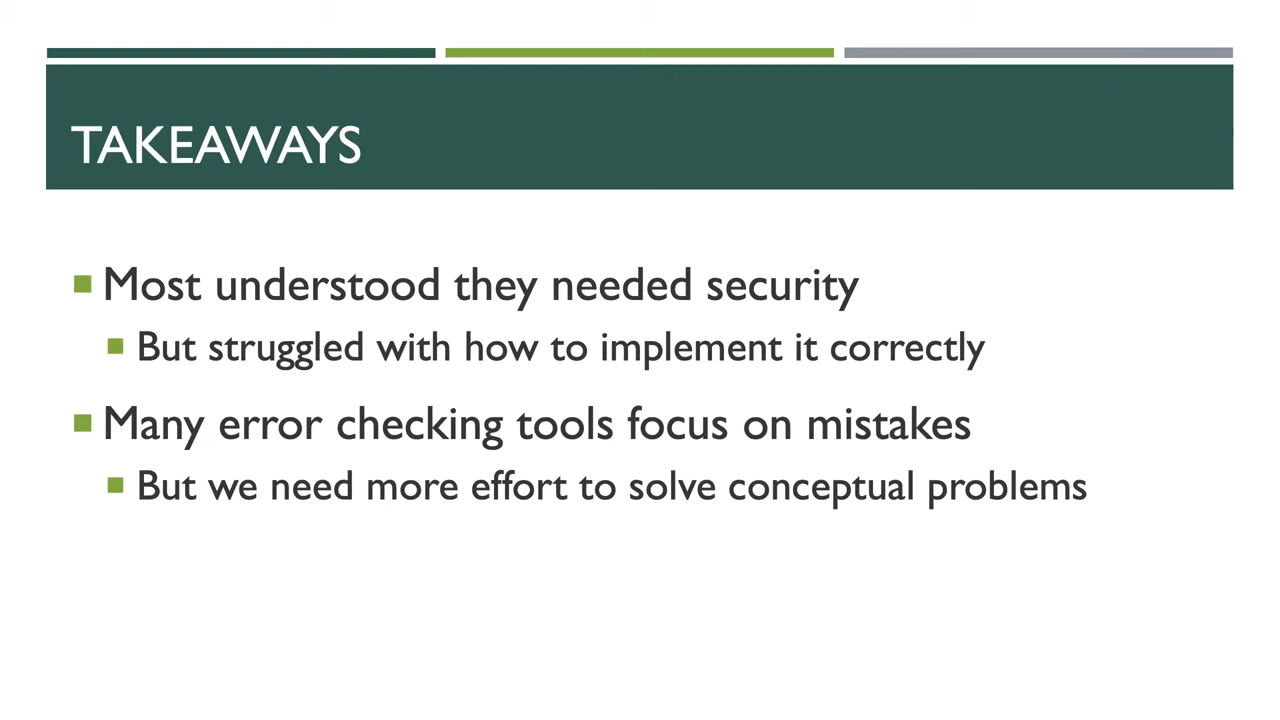 TAKEAWAYS
Most understood they needed security
But struggled with how to implement it correctly
Many error checking tools focus on mistakes
But we need more effort to solve conceptual problems